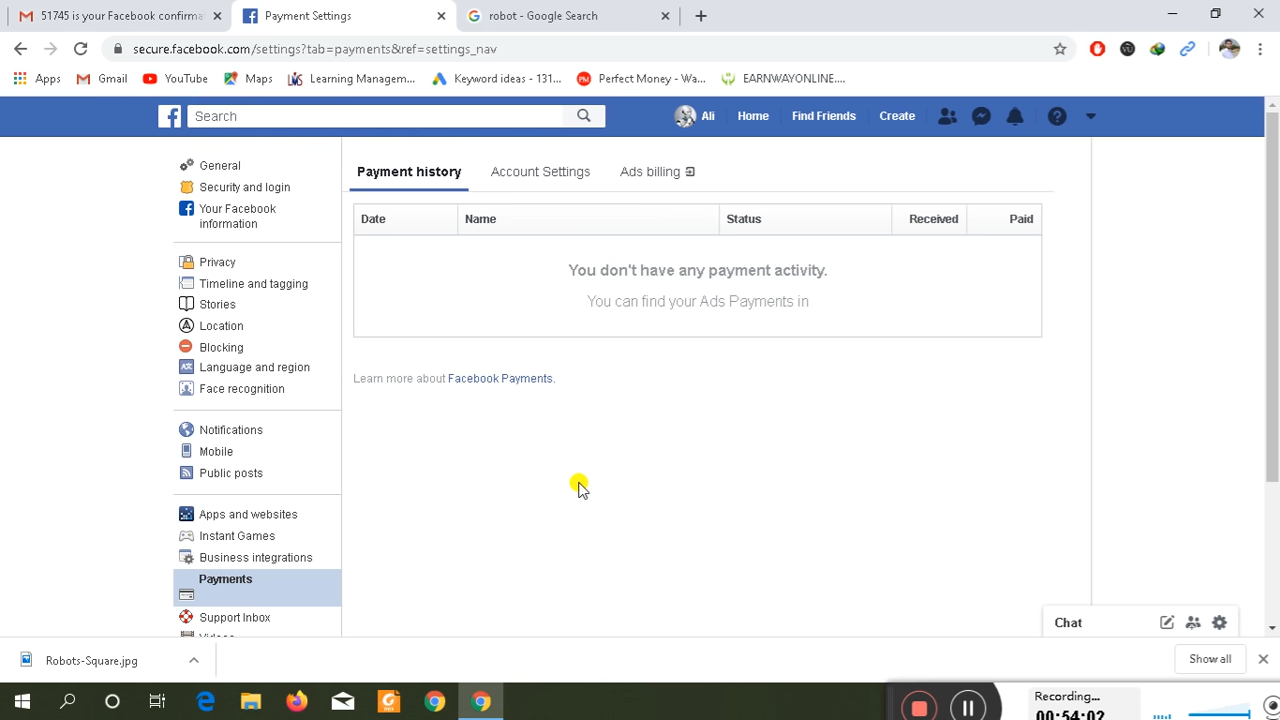 51745 is your Facebook confirma
Payment Settings
robot - Google Search
secure.facebook.com/settings?tab=payments&ref=settings_nav
Apps
Gmail
YouTube
Maps
Learning Managem...
Keyword ideas - 131...
Perfect Money - Wa...
EARNWAYONLINE....
Search
Ali
Home
Find Friends
Create
General
Security and login
Your Facebook
information
Privacy
Timeline and tagging
Stories
Location
Blocking
Language and region
Face recognition
Notifications
Mobile
Public posts
Apps and websites
Instant Games
Business integrations
Payments
Support Inbox
Videos
Payment history
Account Settings
Ads billing
Date
Name
Status
Received
Paid
You don't have any payment activity.
You can find your Ads Payments in
Learn more about Facebook Payments.
Chat
Robots-Square.jpg
Show all
Recording...
00:54:02